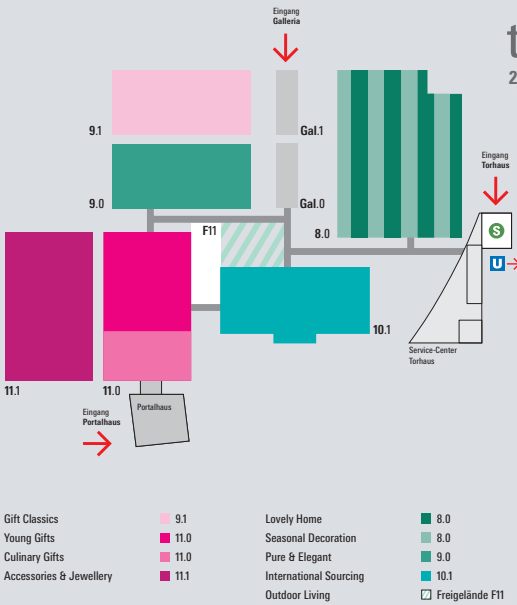 Eingang
Galleria
t
2
9.1
Gal.1
Eingang
Torhaus
9.0
Gal.0
F11
8.0
S
U
10.1
Service-Center
Torhaus
11.1
11.0
Portalhaus
Eingang
Portalhaus
Gift Classics 9.1
Young Gifts 11.0
Culinary Gifts 11.0
Accessories & Jewellery 11.1
Lovely Home 8.0
Seasonal Decoration 8.0
Pure & Elegant 9.0
International Sourcing 10.1
Outdoor Living Freigelände F11